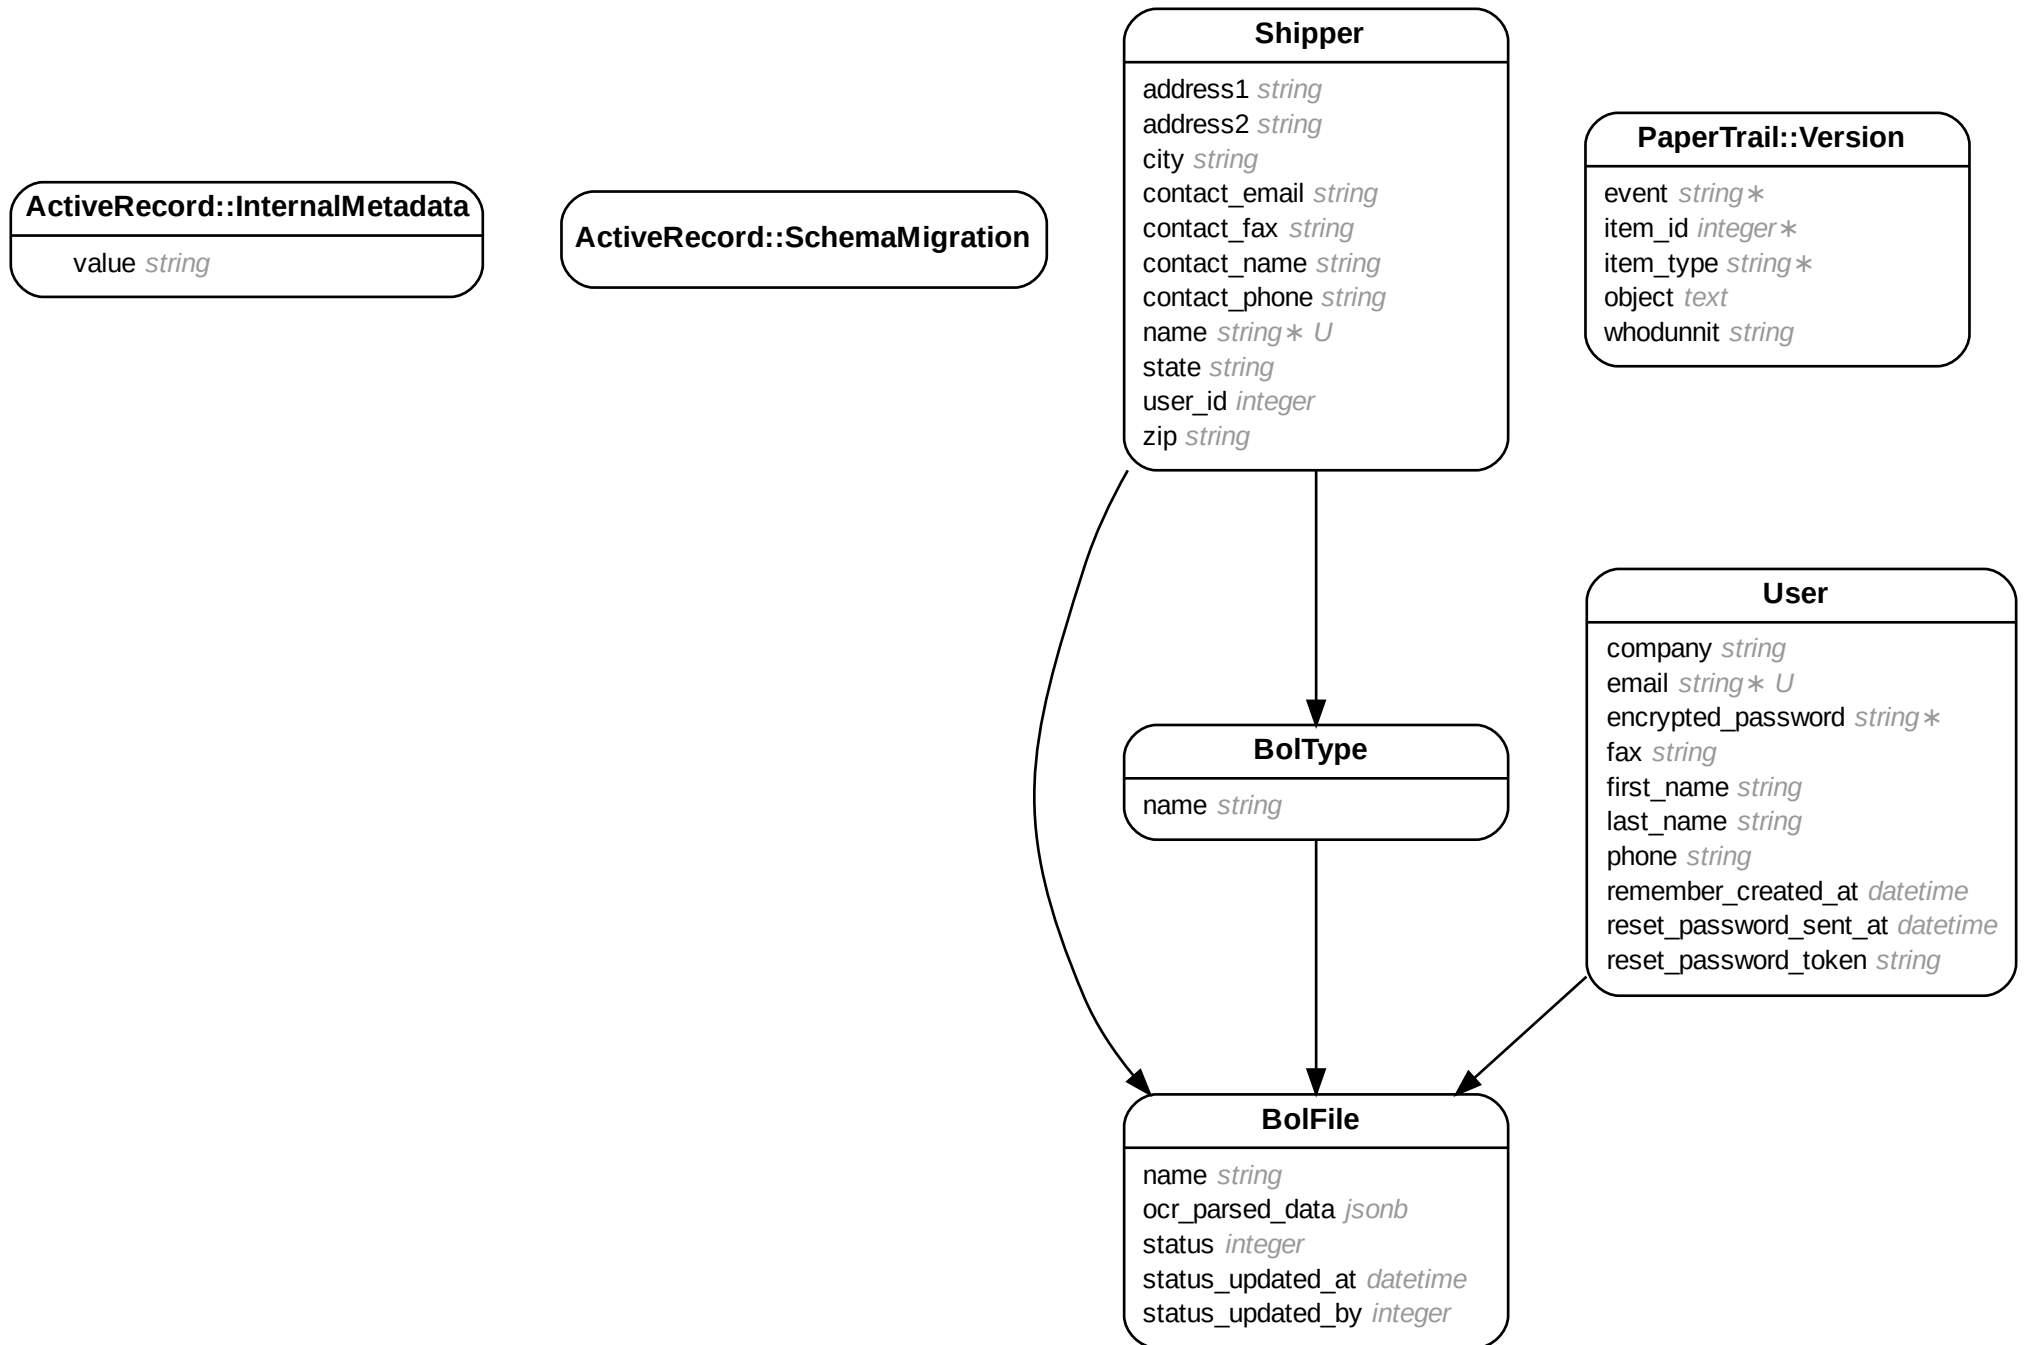 ActiveRecord::InternalMetadata
value string
ActiveRecord::SchemaMigration
Shipper
address1 string
address2 string
city string
contact_email string
contact_fax string
contact_name string
contact_phone string
name string∗ U
state string
user_id integer
zip string
PaperTrail::Version
event string∗
item_id integer∗
item_type string∗
object text
whodunnit string
BolType
name string
User
company string
email string∗ U
encrypted_password string∗
fax string
first_name string
last_name string
phone string
remember_created_at datetime
reset_password_sent_at datetime
reset_password_token string
BolFile
name string
ocr_parsed_data jsonb
status integer
status_updated_at datetime
status_updated_by integer